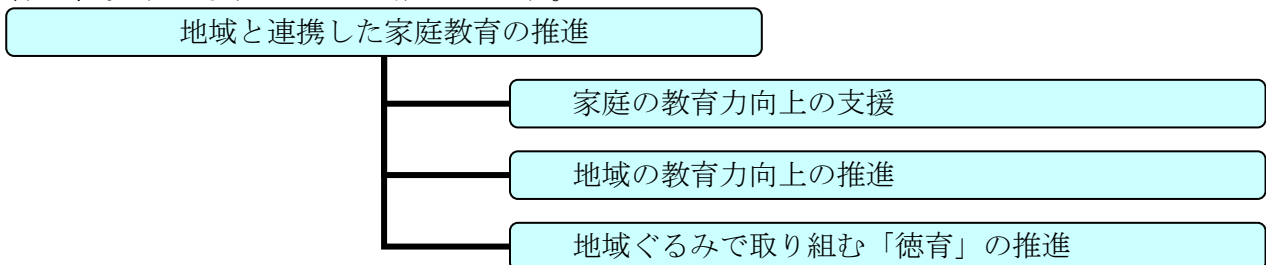 地域と連携した家庭教育の推進
家庭の教育力向上の支援
地域の教育力向上の推進
地域ぐるみで取り組む「徳育」の推進